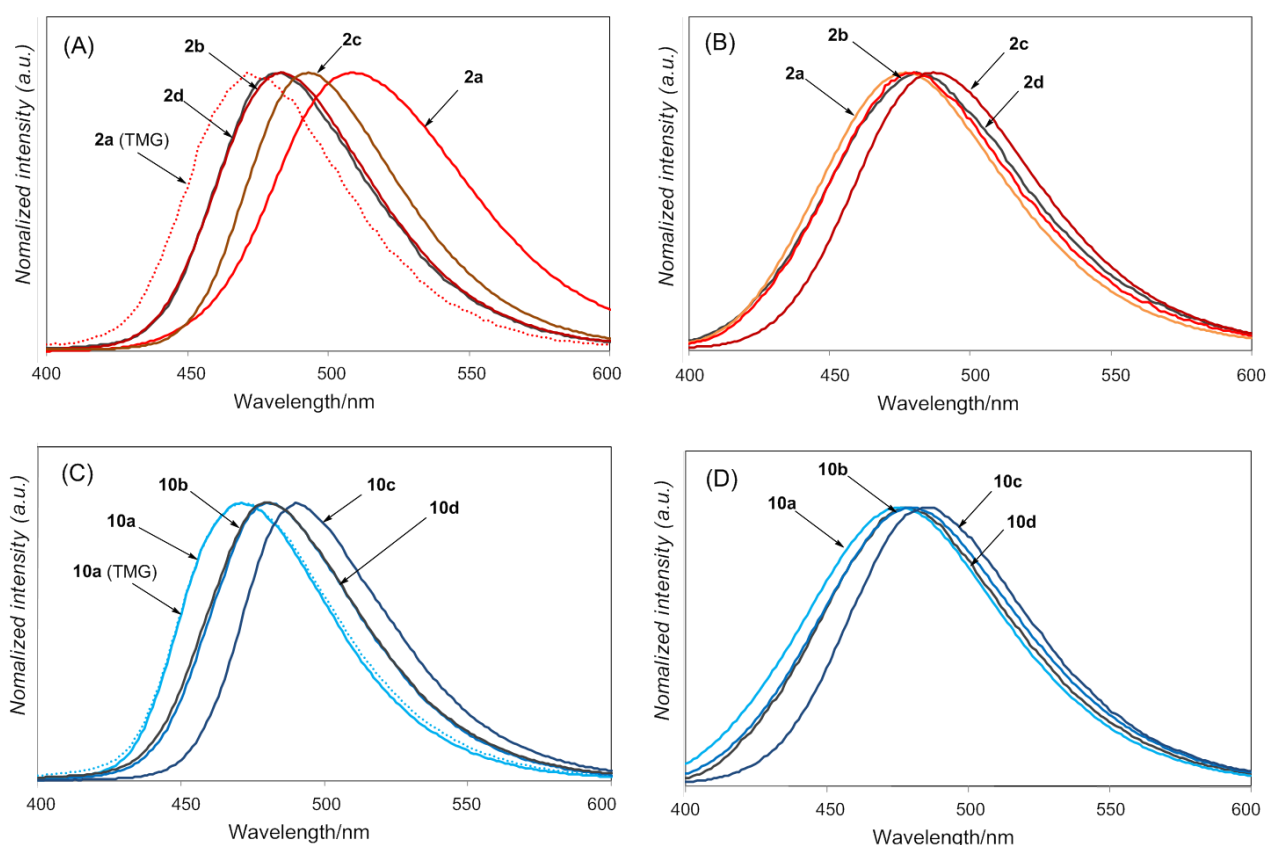 (A)
2b
2c
2a
2d
2a (TMG)
Nomalized intensity (a.u.)
400
450
500
550
600
Wavelength/nm
(B)
2b
2c
2a
2d
Nomalized intensity (a.u.)
400
450
500
550
600
Wavelength/nm
(C)
10b
10c
10a
10d
10a (TMG)
Nomalized intensity (a.u.)
400
450
500
550
600
Wavelength/nm
(D)
10b
10c
10a
10d
Nomalized intensity (a.u.)
400
450
500
550
600
Wavelength/nm